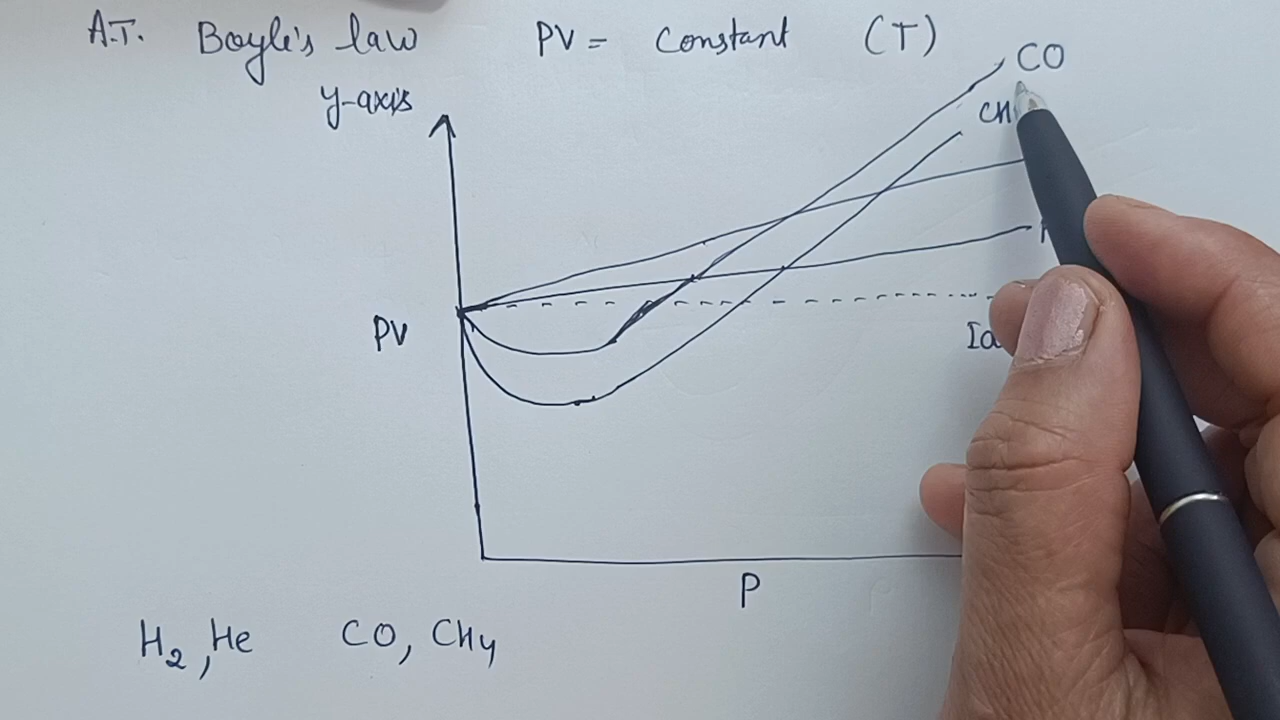 A.T. Boyle's law PV = Constant (T)
y-axis
CO
PV
P
H2, He CO, CH4